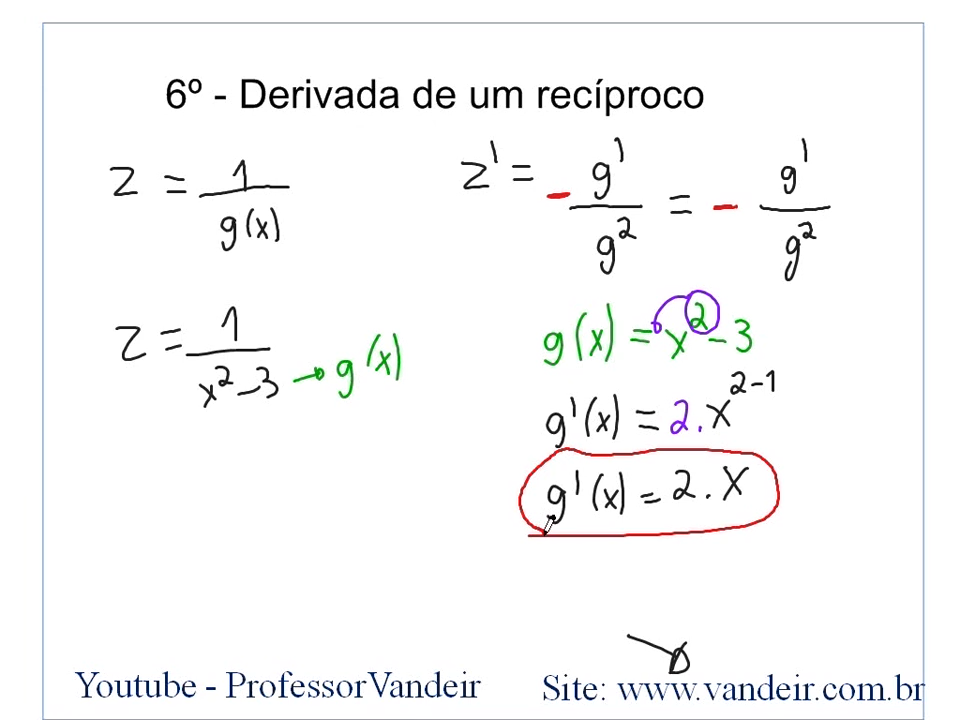 6º - Derivada de um recíproco
z = 1/g(x)
z' = - g'/g² = - g'/g²
z = 1/(x² - 3) → g(x)
g(x) = x² - 3
g'(x) = 2.x²⁻¹
g'(x) = 2.x
Youtube - ProfessorVandeir
Site: www.vandeir.com.br